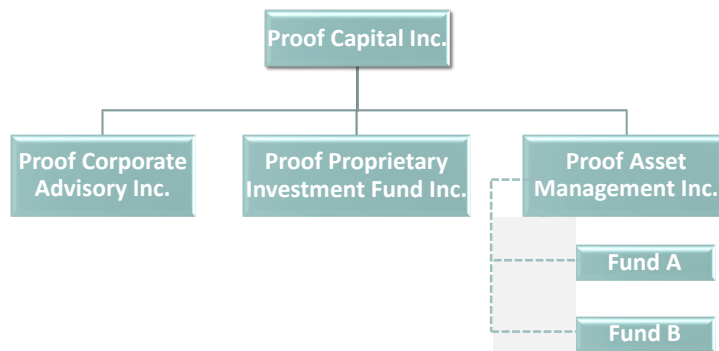 Proof Capital Inc.
Proof Corporate
Advisory Inc.
Proof Proprietary
Investment Fund Inc.
Proof Asset
Management Inc.
Fund A
Fund B